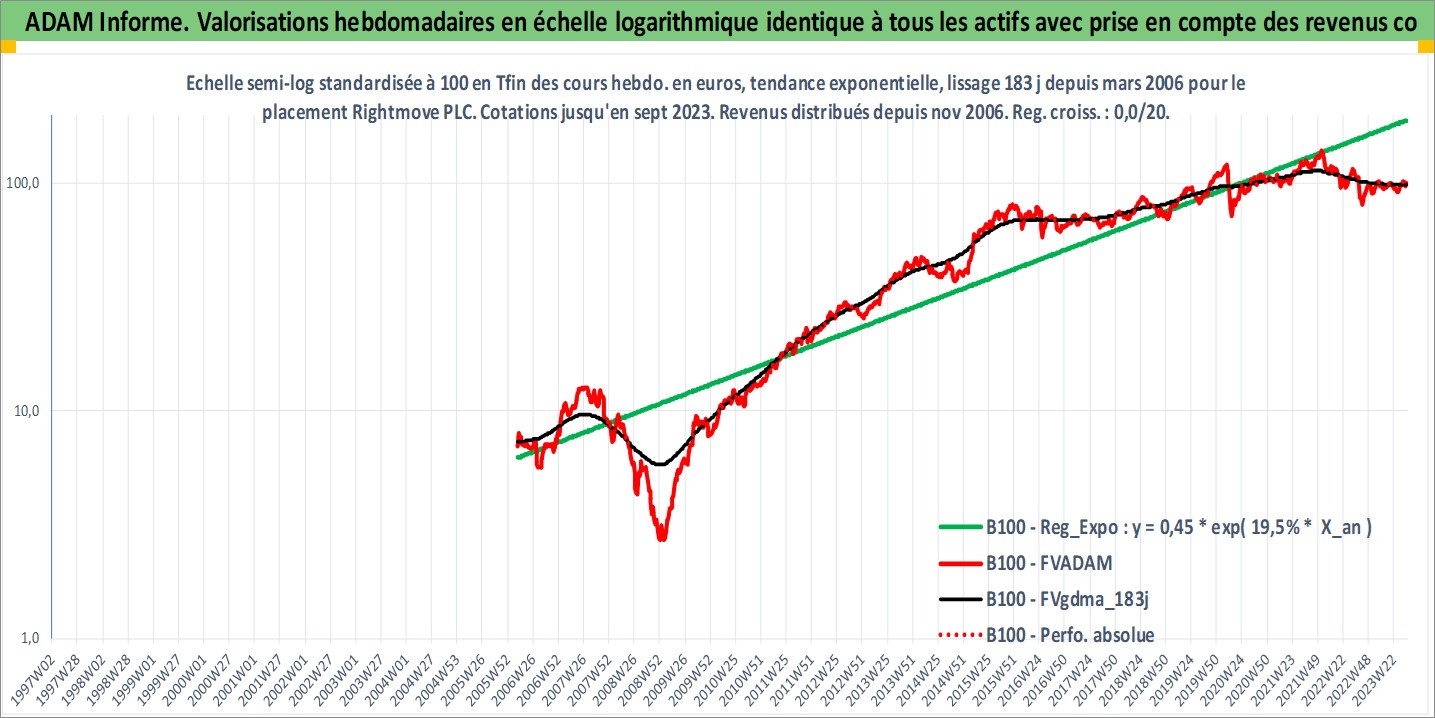 ADAM Informe. Valorisations hebdomadaires en échelle logarithmique identique à tous les actifs avec prise en compte des revenus co
Echelle semi-log standardisée à 100 en Tfin des cours hebdo. en euros, tendance exponentielle, lissage 183 j depuis mars 2006 pour le
placement Rightmove PLC. Cotations jusqu'en sept 2023. Revenus distribués depuis nov 2006. Reg. croiss. : 0,0/20.
100,0
10,0
1,0
B100 - Reg_Expo : y = 0,45 * exp( 19,5% * X_an )
B100 - FVADAM
B100 - FVgdma_183j
B100 - Perfo. absolue
1997W02
1997W28
1998W02
1998W28
1999W01
1999W27
2000W01
2000W27
2001W01
2001W27
2002W01
2002W27
2003W01
2003W27
2004W01
2004W27
2004W53
2005W26
2005W52
2006W26
2006W52
2007W26
2007W52
2008W26
2008W52
2009W26
2009W52
2010W25
2010W51
2011W25
2011W51
2012W25
2012W51
2013W25
2013W51
2014W25
2014W51
2015W25
2015W51
2016W24
2016W50
2017W24
2017W50
2018W24
2018W50
2019W24
2019W50
2020W24
2020W50
2021W23
2021W49
2022W22
2022W48
2023W22